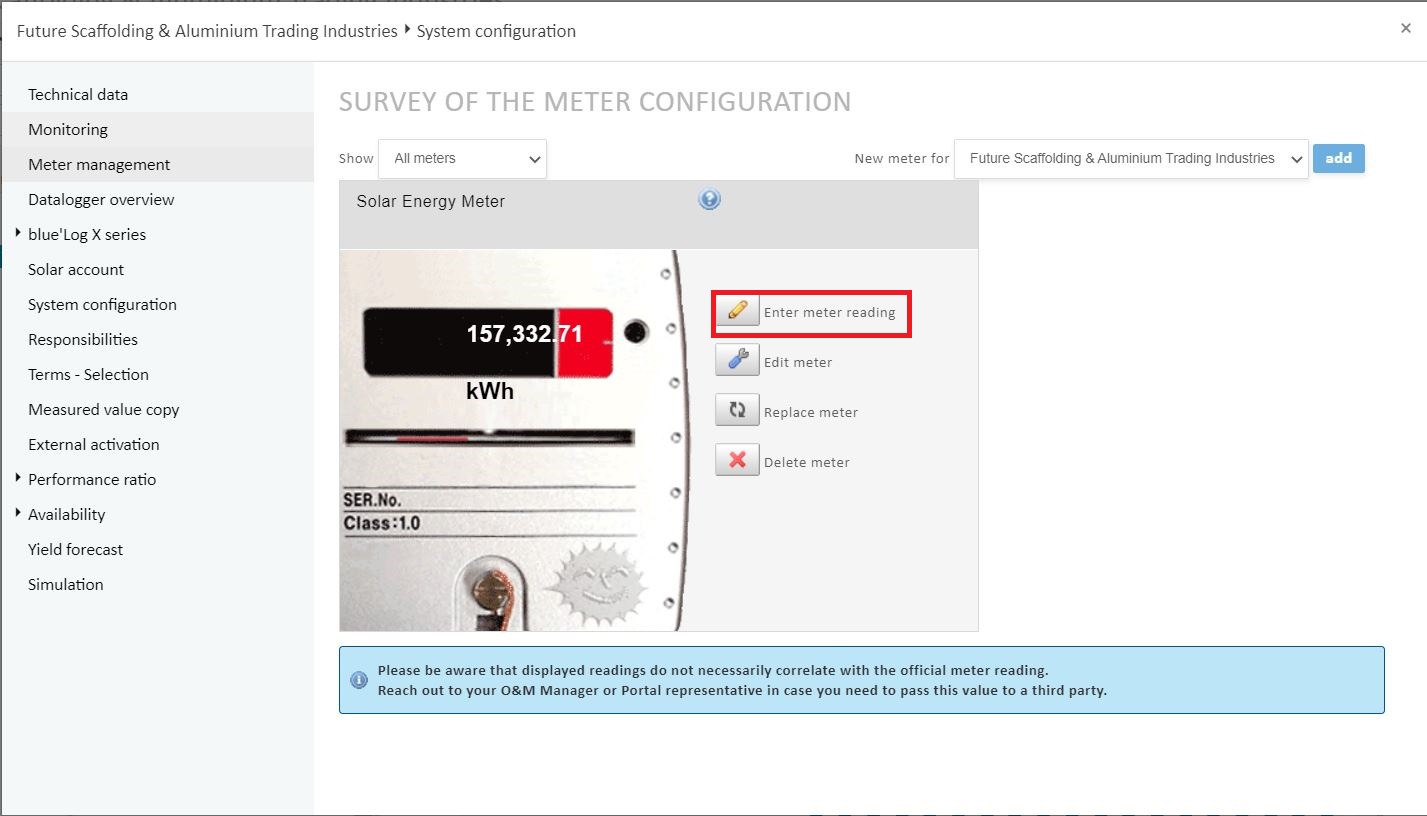 Future Scaffolding & Aluminium Trading Industries System configuration
Technical data
Monitoring
Meter management
Datalogger overview
blue'Log X series
Solar account
System configuration
Responsibilities
Terms - Selection
Measured value copy
External activation
Performance ratio
Availability
Yield forecast
Simulation
SURVEY OF THE METER CONFIGURATION
Show All meters New meter for Future Scaffolding & Aluminium Trading Industries add
Solar Energy Meter
157,332.71
kWh
SER.No.
Class:1.0
Enter meter reading
Edit meter
Replace meter
Delete meter
Please be aware that displayed readings do not necessarily correlate with the official meter reading.
Reach out to your O&M Manager or Portal representative in case you need to pass this value to a third party.